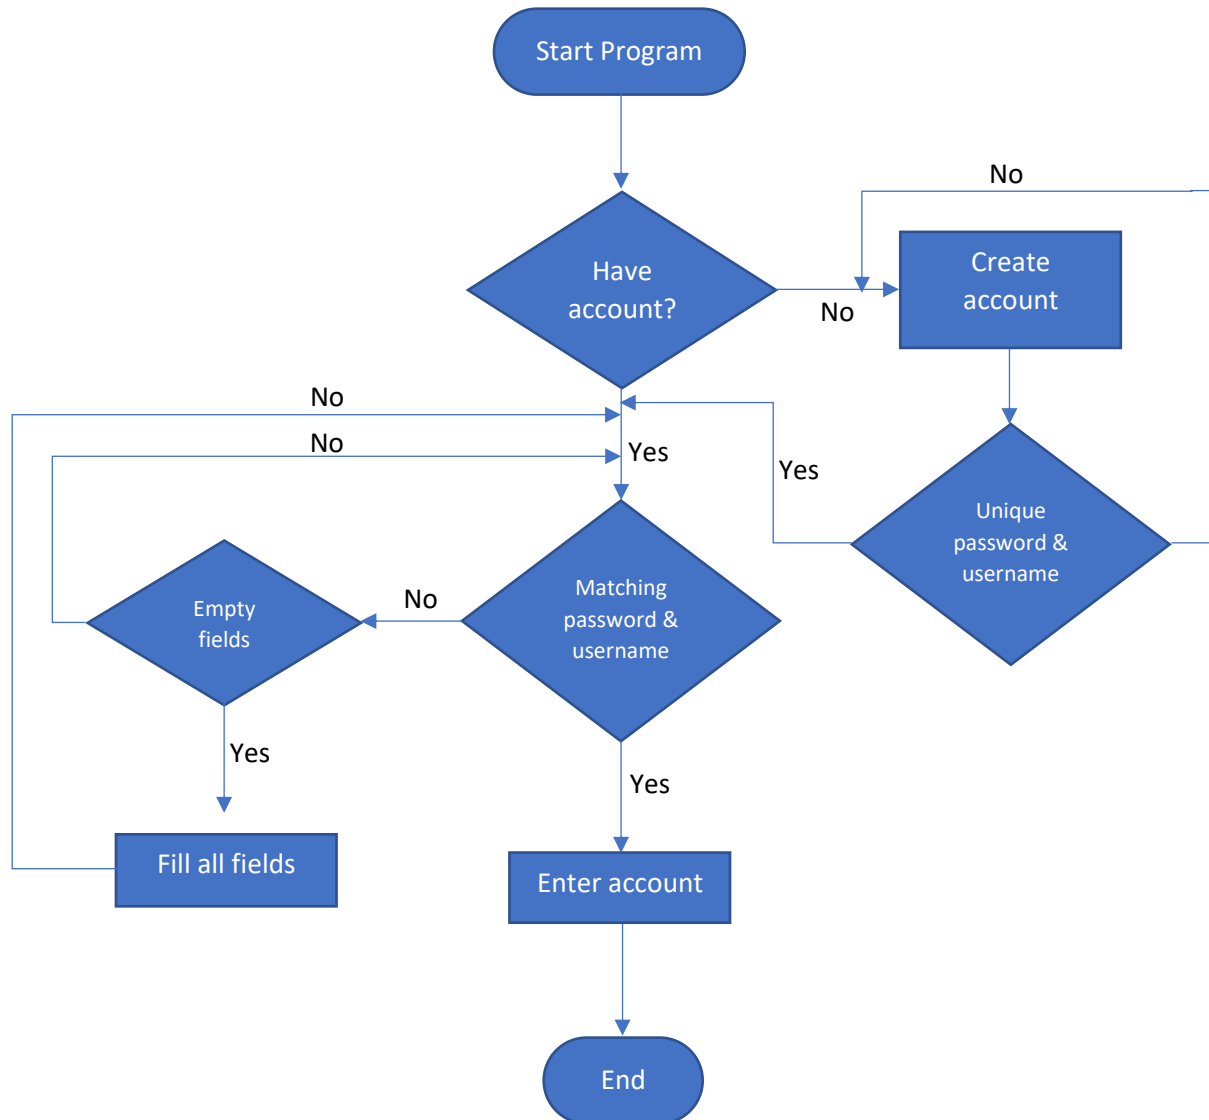 Start Program
No
Have
account?
No
Create
account
No
No
Yes
Yes
Unique
password &
username
Empty
fields
No
Matching
password &
username
Yes
Yes
Fill all fields
Enter account
End